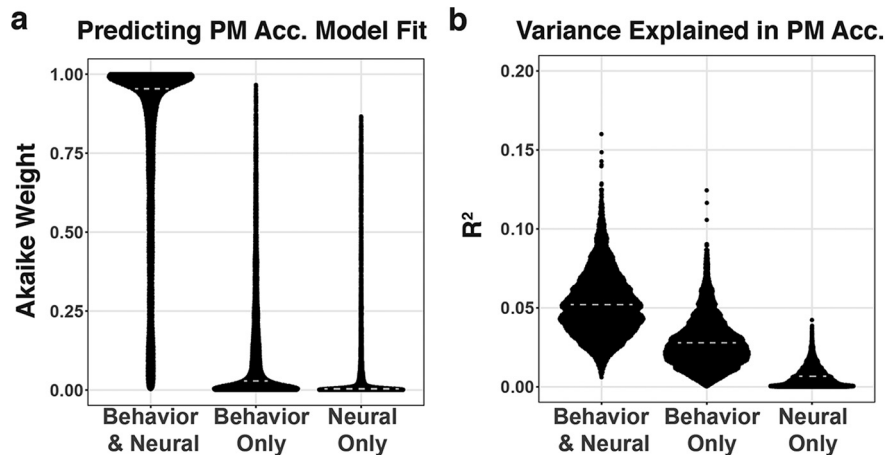 a
Predicting PM Acc. Model Fit
Akaike Weight
1.00
0.75
0.50
0.25
0.00
Behavior
& Neural
Behavior
Only
Neural
Only
b
Variance Explained in PM Acc.
R²
0.20
0.15
0.10
0.05
0.00
Behavior
& Neural
Behavior
Only
Neural
Only